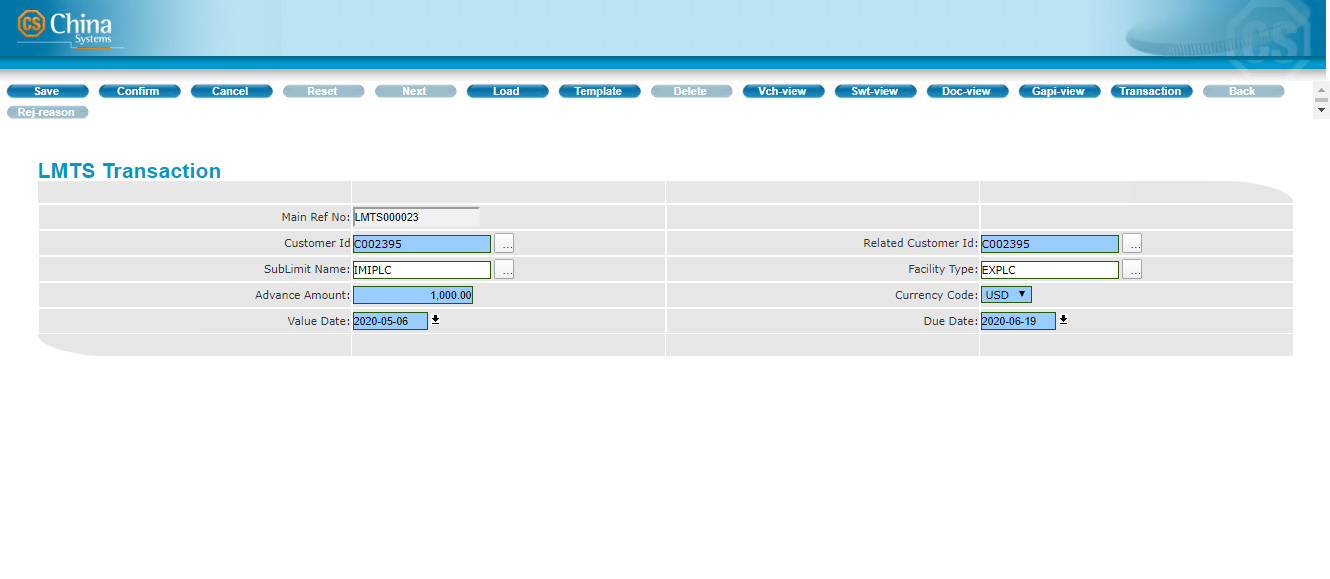 CS China
Systems
CS
Save Confirm Cancel Reset Next Load Template Delete Vch-view Swt-view Doc-view Gapi-view Transaction Back
Rej-reason
LMTS Transaction
Main Ref No: LMTS000023
Customer Id C002395 ... Related Customer Id: C002395 ...
SubLimit Name: IMIPLC ... Facility Type: EXPLC ...
Advance Amount: 1,000.00 Currency Code: USD
Value Date: 2020-05-06 Due Date: 2020-06-19